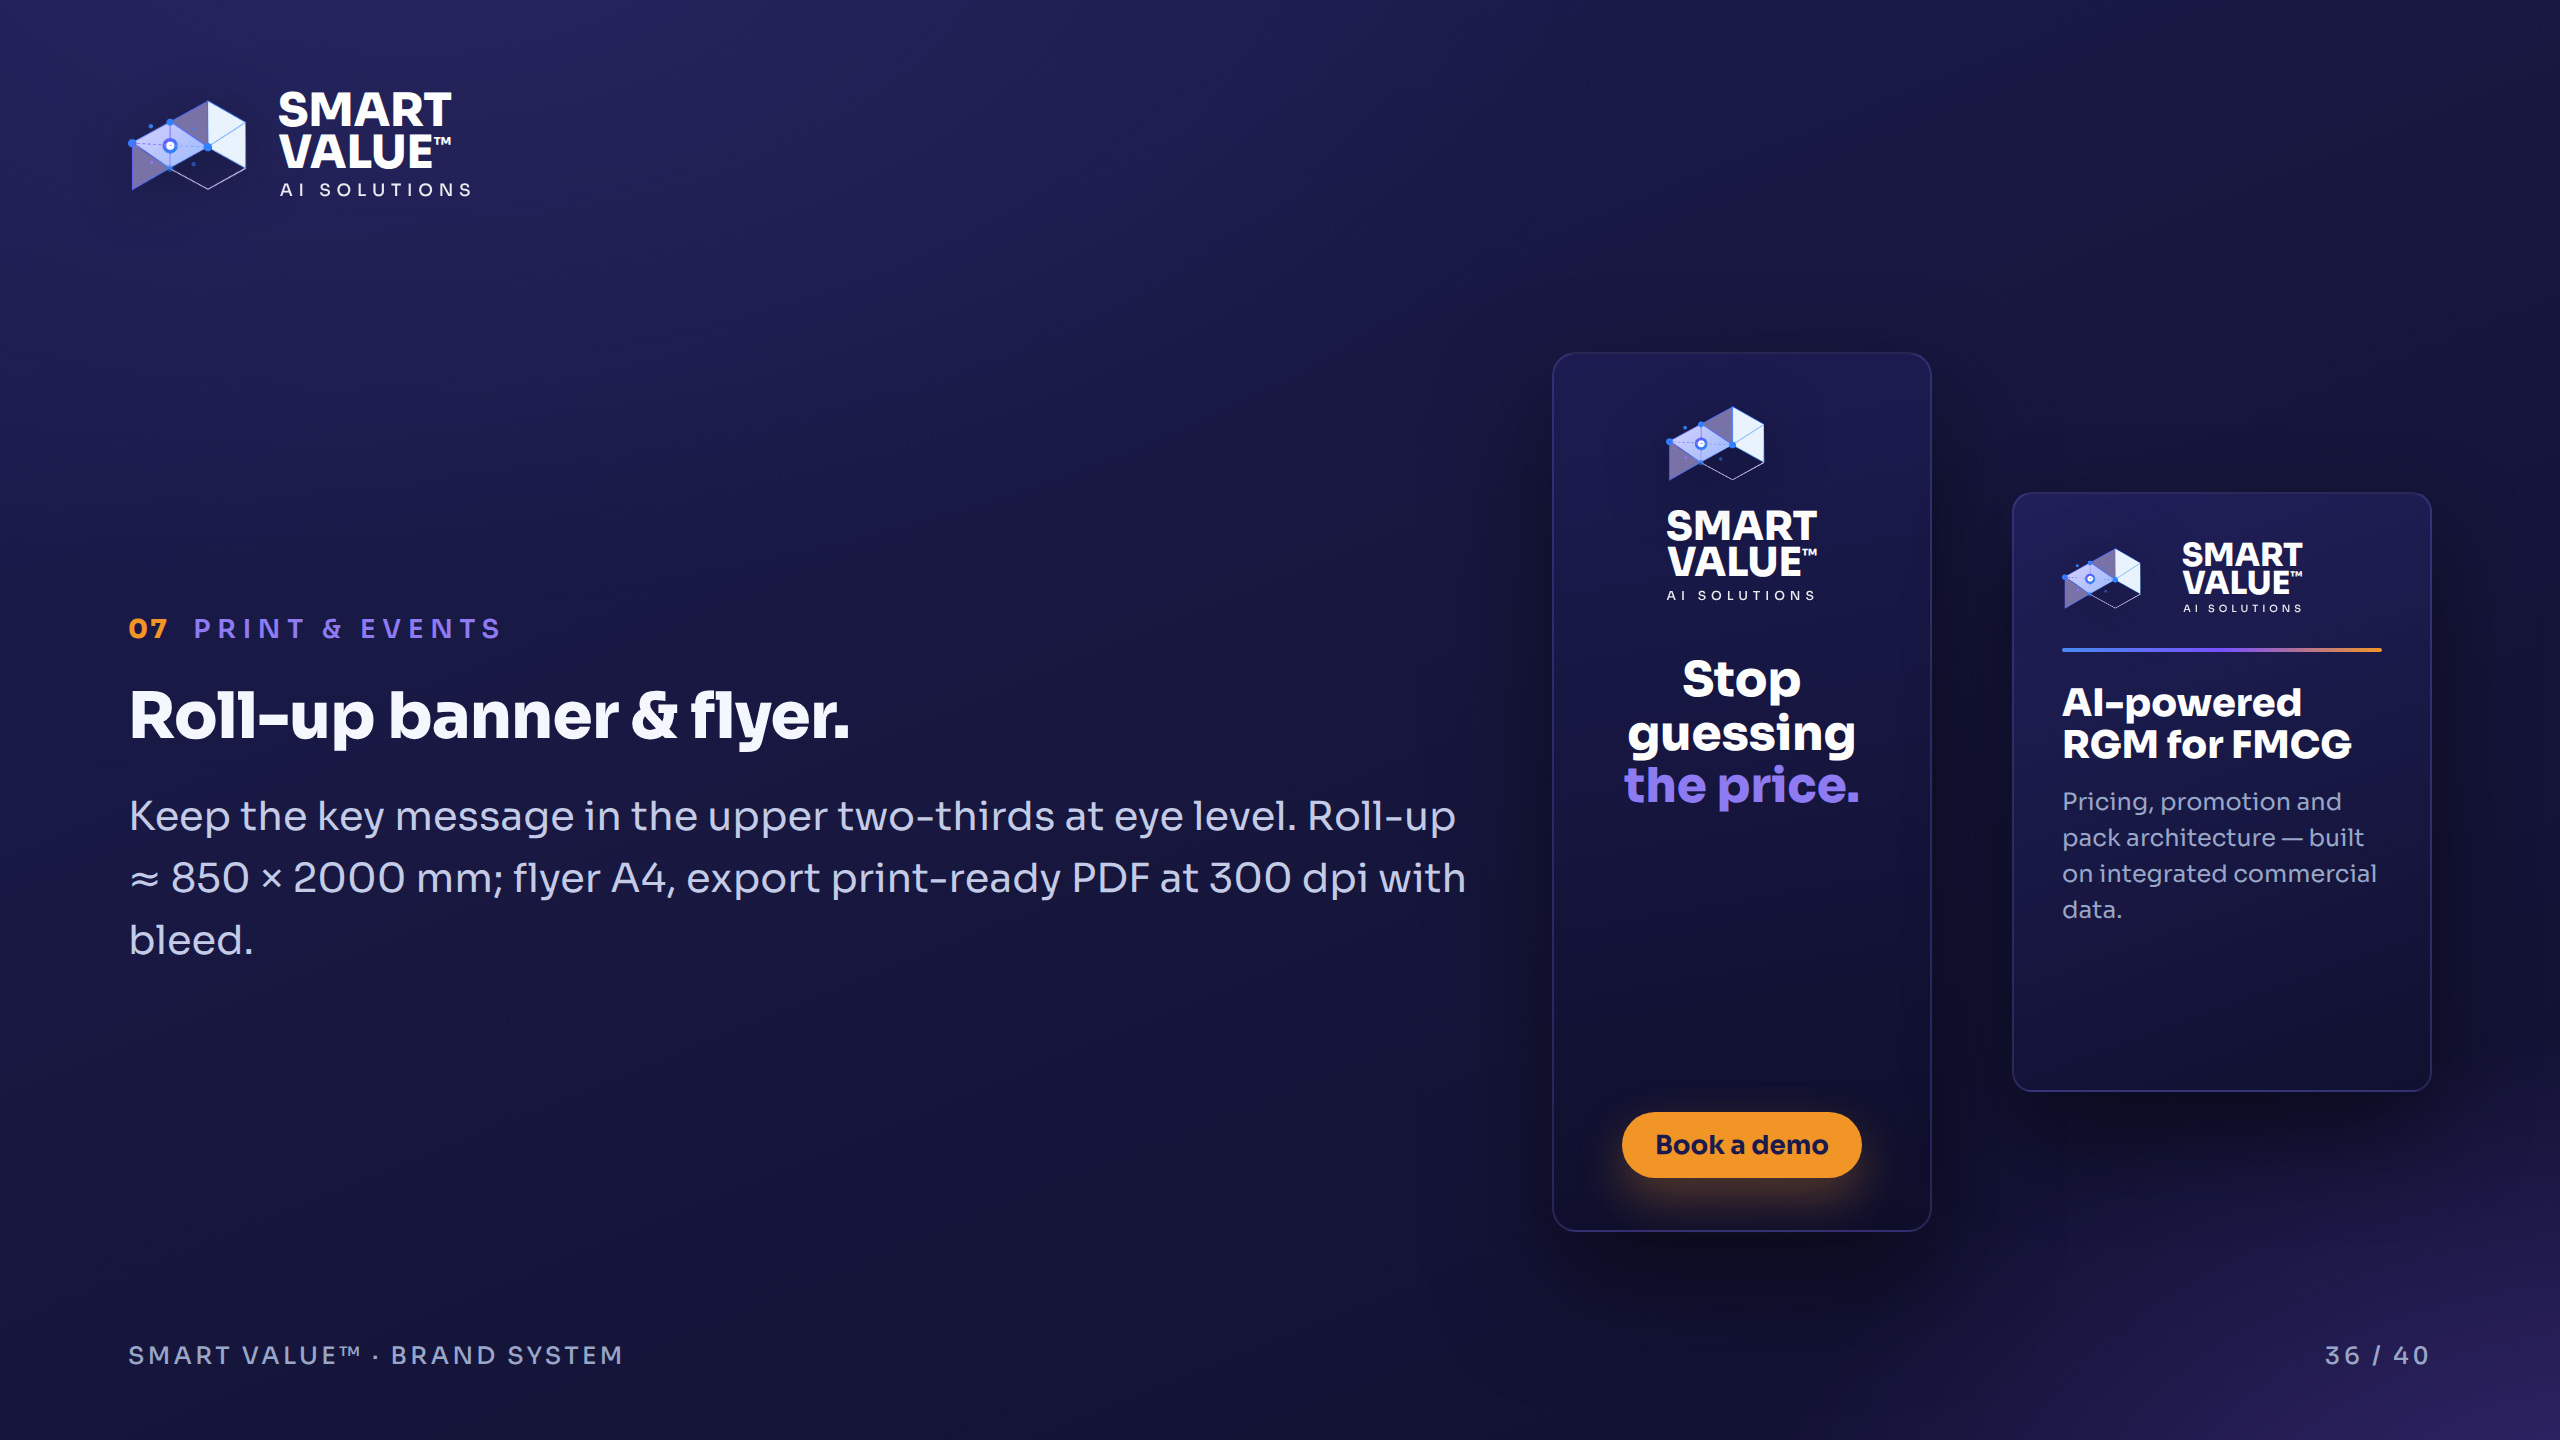 SMART
VALUE™
AI SOLUTIONS
07 PRINT & EVENTS
Roll-up banner & flyer.
Keep the key message in the upper two-thirds at eye level. Roll-up
≈ 850 × 2000 mm; flyer A4, export print-ready PDF at 300 dpi with
bleed.
SMART
VALUE™
AI SOLUTIONS
Stop
guessing
the price.
Book a demo
SMART
VALUE™
AI SOLUTIONS
AI-powered
RGM for FMCG
Pricing, promotion and
pack architecture — built
on integrated commercial
data.
SMART VALUE™ · BRAND SYSTEM
36 / 40